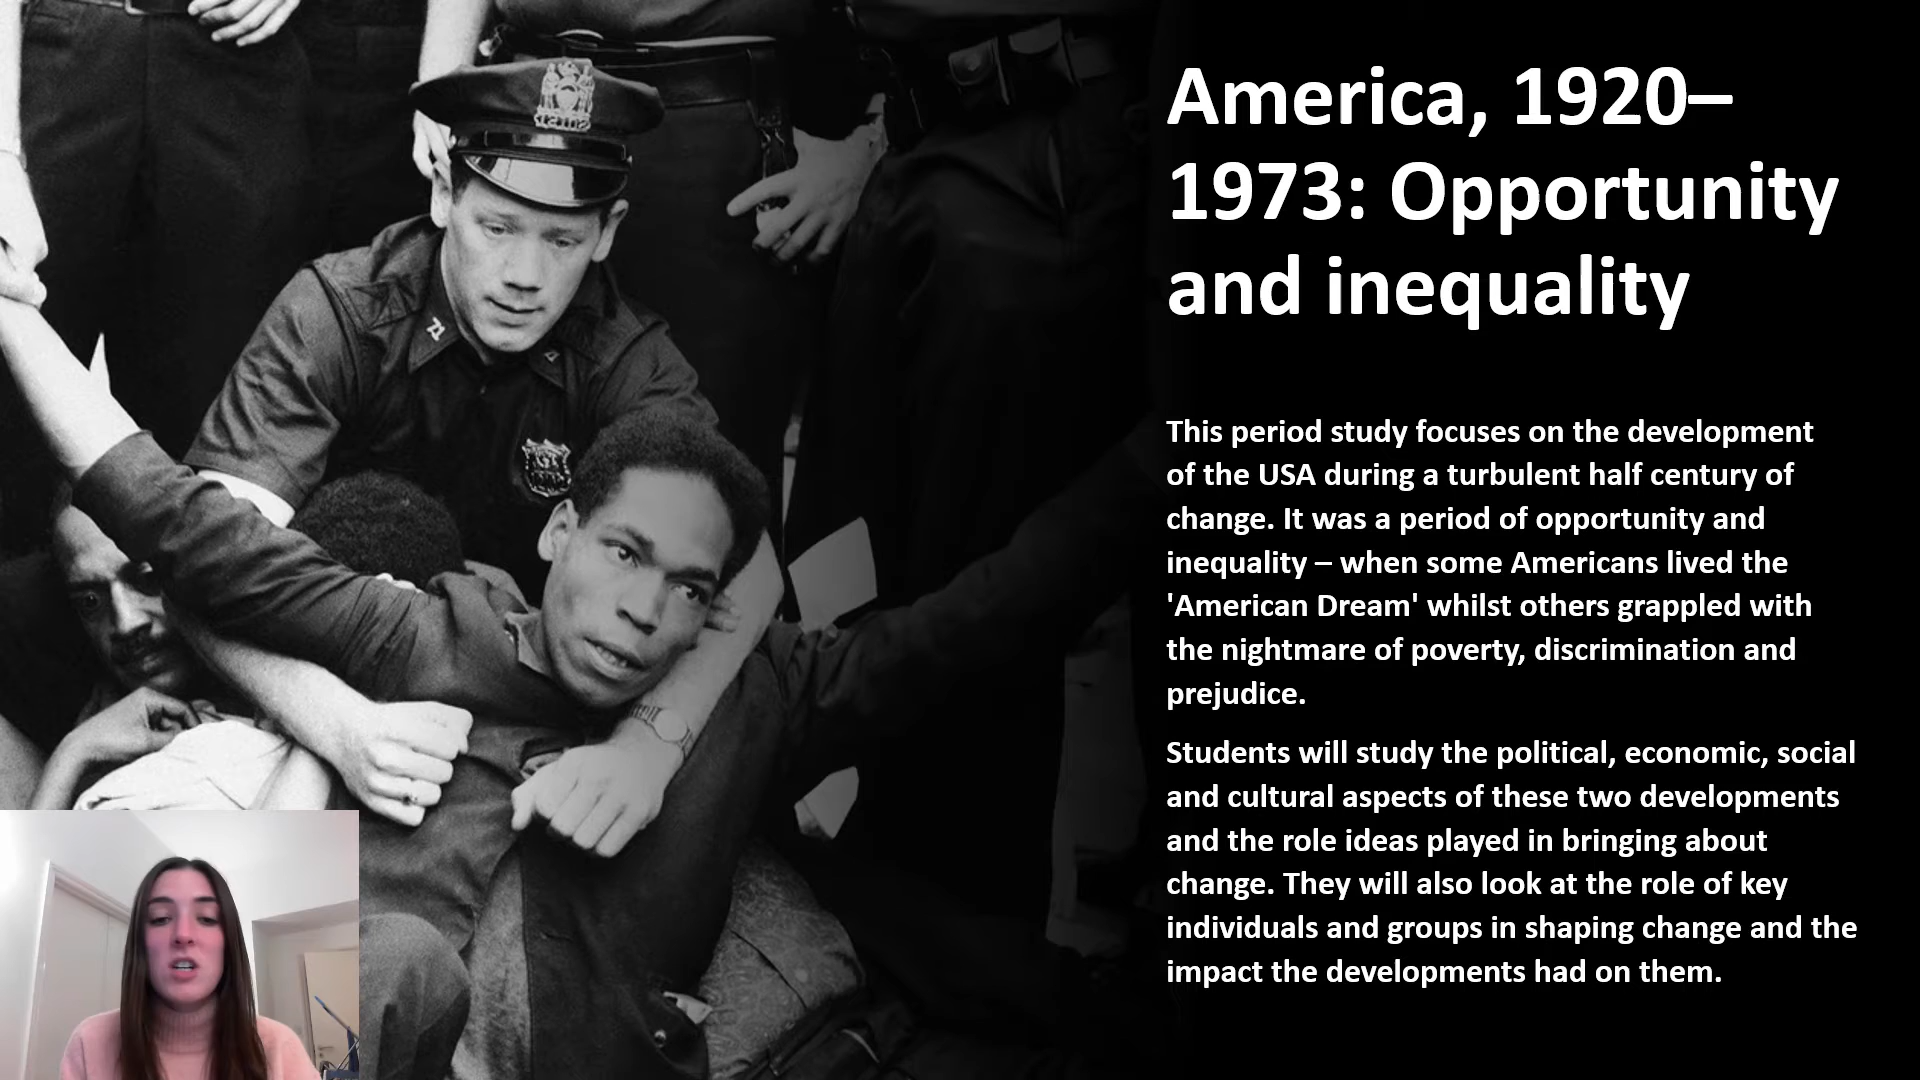 America, 1920–
1973: Opportunity
and inequality
This period study focuses on the development
of the USA during a turbulent half century of
change. It was a period of opportunity and
inequality – when some Americans lived the
'American Dream' whilst others grappled with
the nightmare of poverty, discrimination and
prejudice.
Students will study the political, economic, social
and cultural aspects of these two developments
and the role ideas played in bringing about
change. They will also look at the role of key
individuals and groups in shaping change and the
impact the developments had on them.